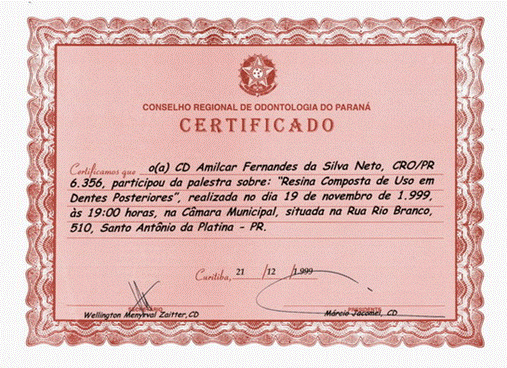 CONSELHO REGIONAL DE ODONTOLOGIA DO PARANÁ
CERTIFICADO
Certificamos que o(a) CD Amilcar Fernandes da Silva Neto, CRO/PR
6.356, participou da palestra sobre: "Resina Composta de Uso em
Dentes Posteriores", realizada no dia 19 de novembro de 1.999,
às 19:00 horas, na Câmara Municipal, situada na Rua Rio Branco,
510, Santo Antônio da Platina - PR.
Curitiba, 21 /12 /1.999
SECRETÁRIO PRESIDENTE
Wellington Menyrval Zaitter, CD Márcio Jacomel, CD